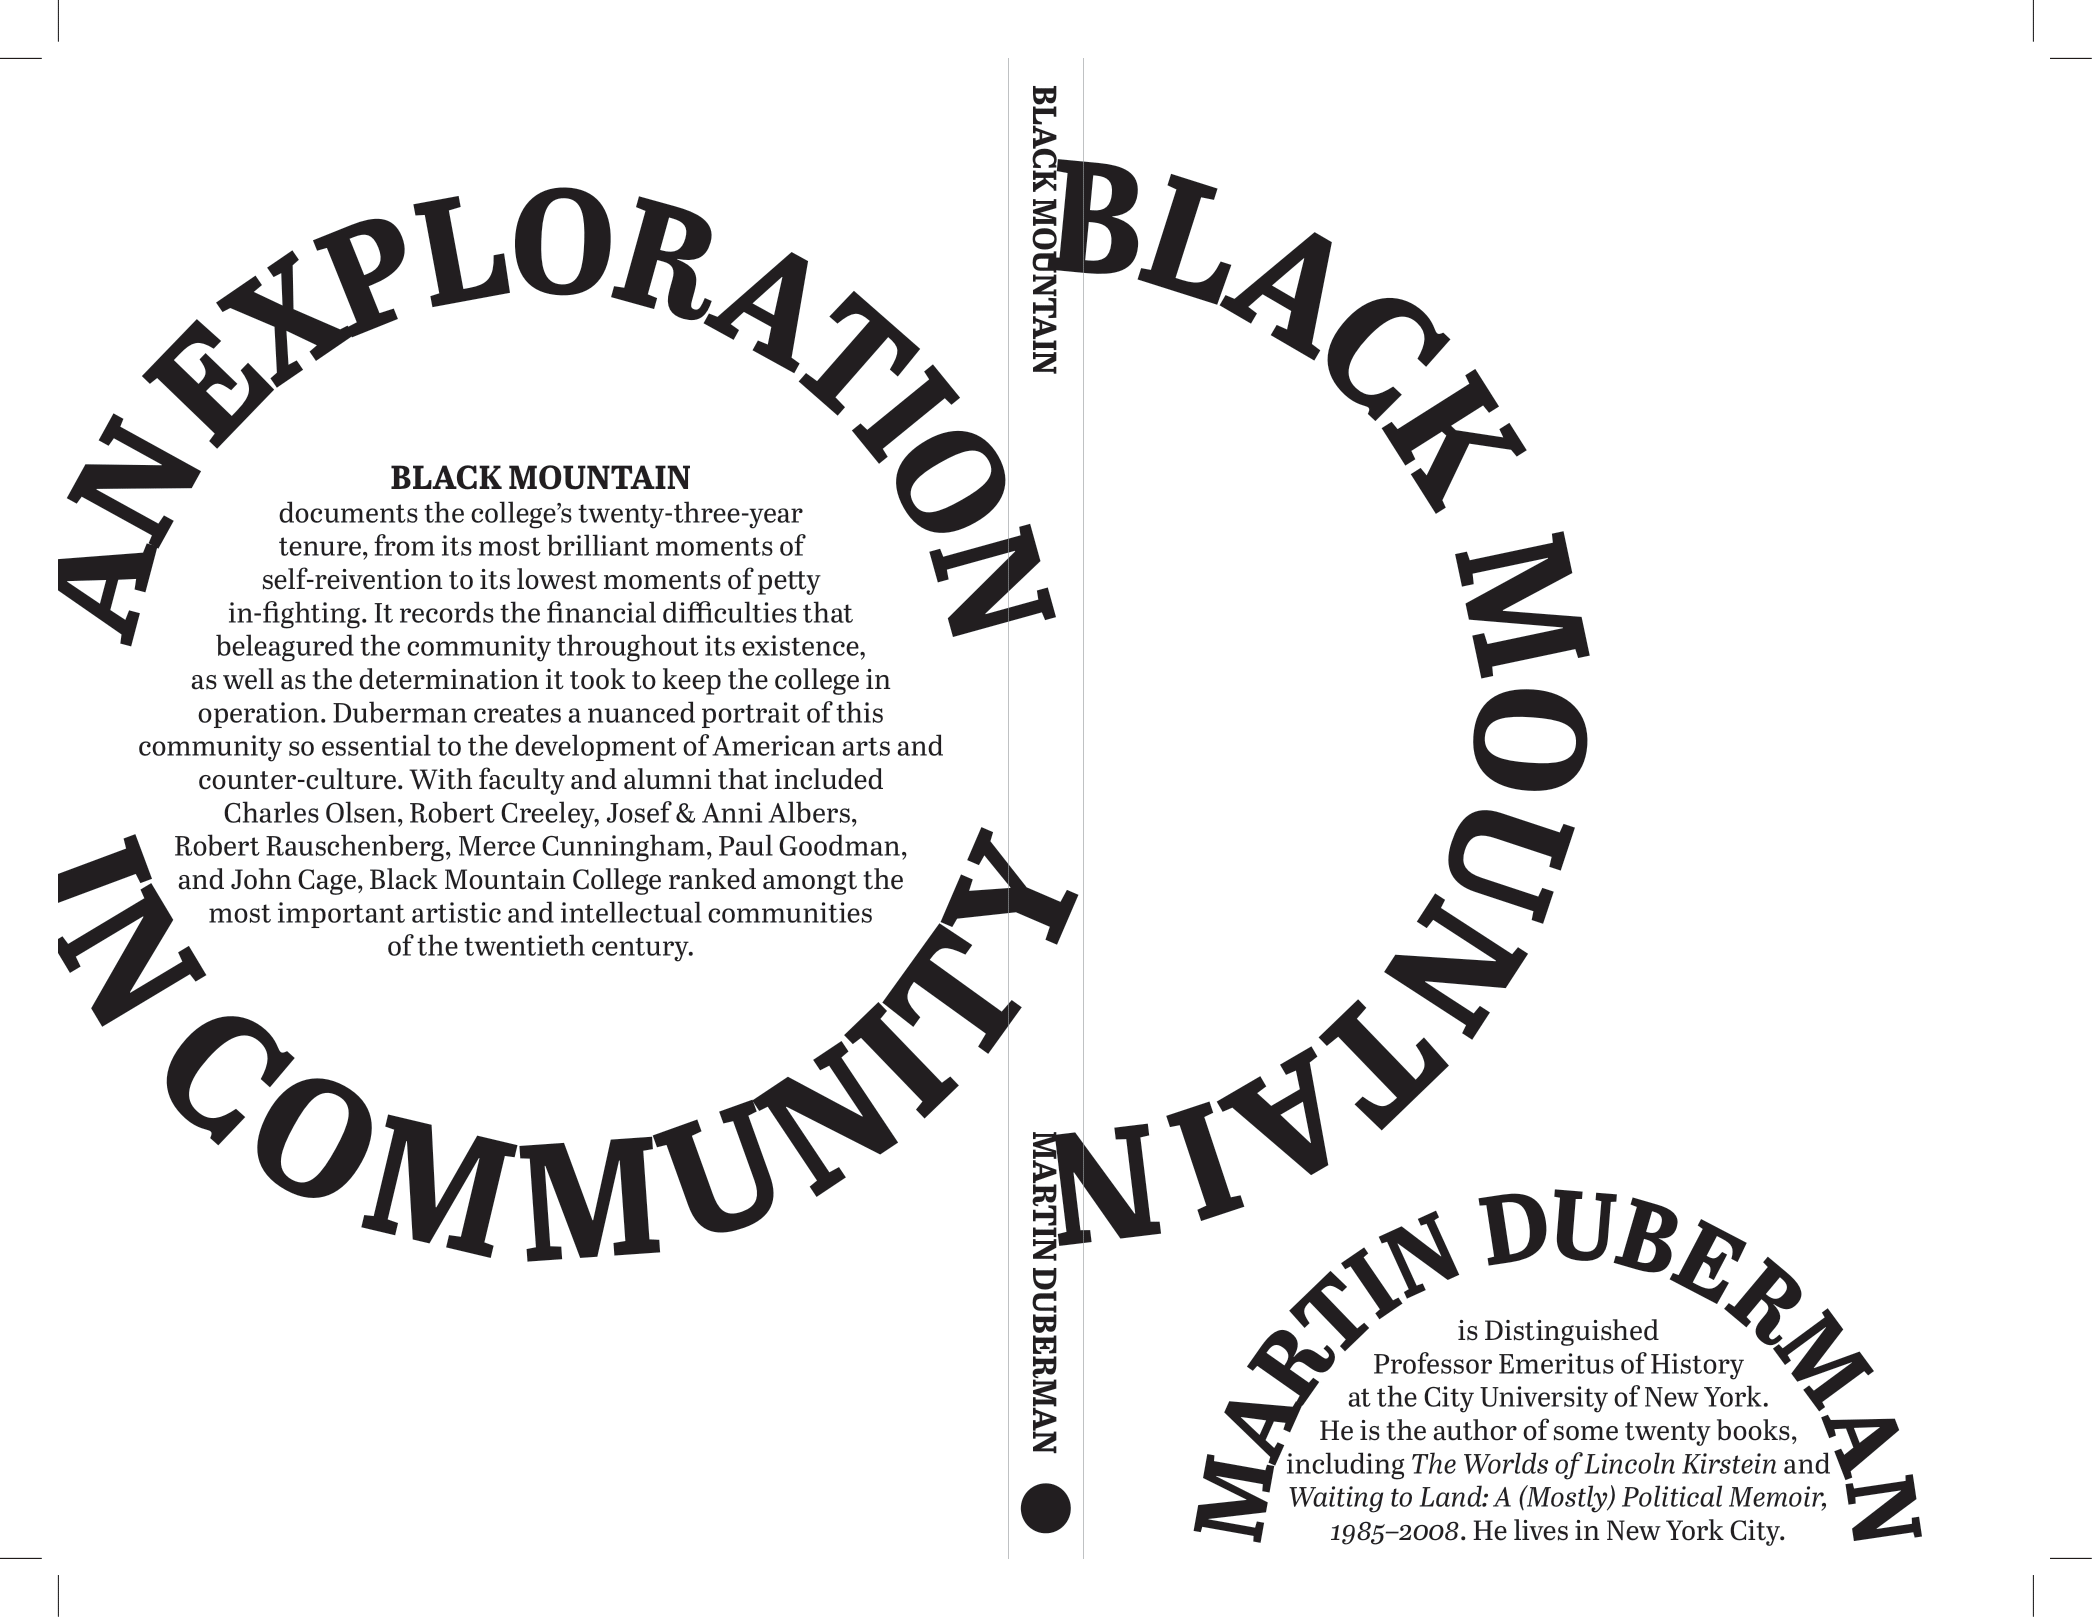 AN EXPLORATION
BLACK MOUNTAIN
documents the college’s twenty-three-year
tenure, from its most brilliant moments of
self-reivention to its lowest moments of petty
in-fighting. It records the financial difficulties that
beleagured the community throughout its existence,
as well as the determination it took to keep the college in
operation. Duberman creates a nuanced portrait of this
community so essential to the development of American arts and
counter-culture. With faculty and alumni that included
Charles Olsen, Robert Creeley, Josef & Anni Albers,
Robert Rauschenberg, Merce Cunningham, Paul Goodman,
and John Cage, Black Mountain College ranked amongt the
most important artistic and intellectual communities
of the twentieth century.
IN COMMUNITY
BLACK MOUNTAIN
MARTIN DUBERMAN
BLACK MOUNTAIN
MARTIN DUBERMAN
is Distinguished
Professor Emeritus of History
at the City University of New York.
He is the author of some twenty books,
including The Worlds of Lincoln Kirstein and
Waiting to Land: A (Mostly) Political Memoir,
1985–2008. He lives in New York City.